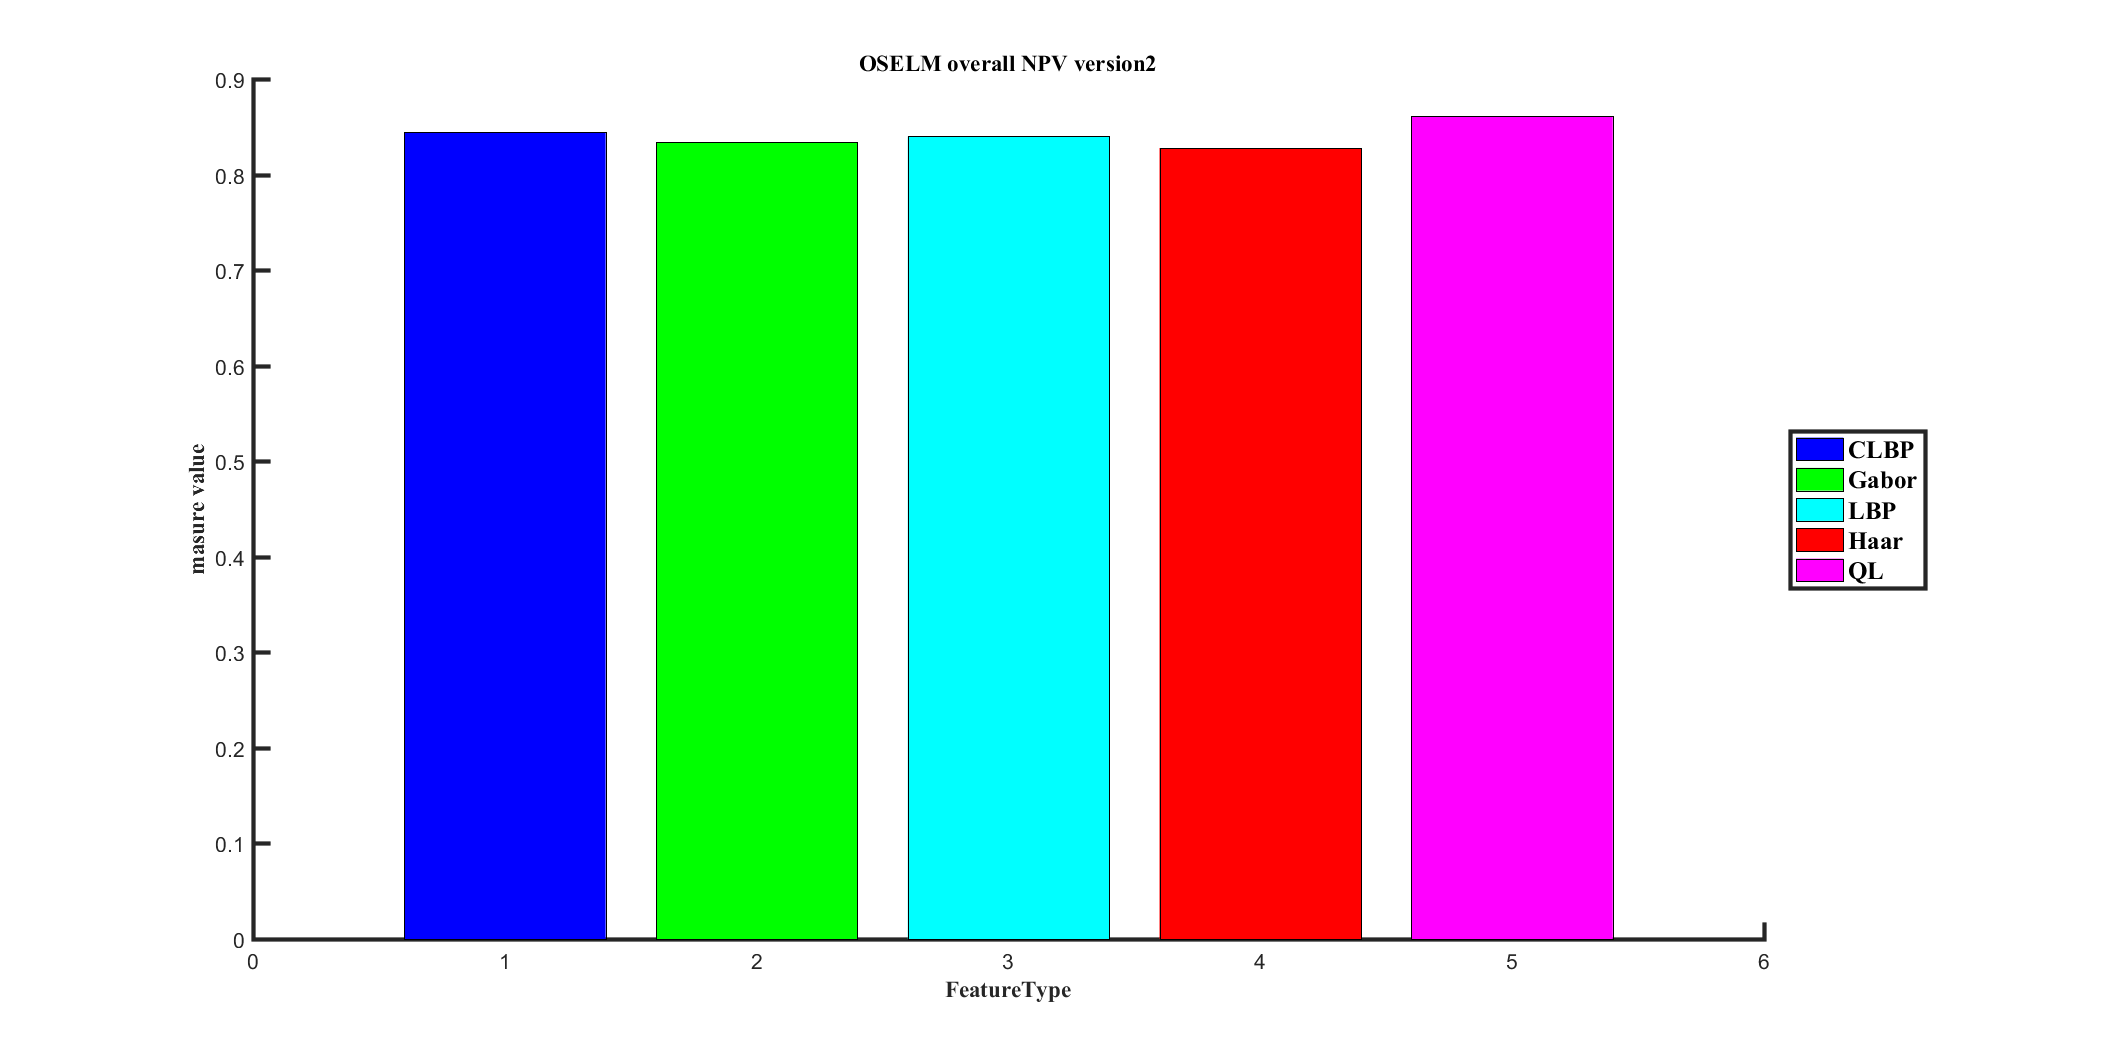 OSELM overall NPV version2
0.9
0.8
0.7
0.6
0.5
0.4
0.3
0.2
0.1
0
masure value
0 1 2 3 4 5 6
FeatureType
CLBP
Gabor
LBP
Haar
QL